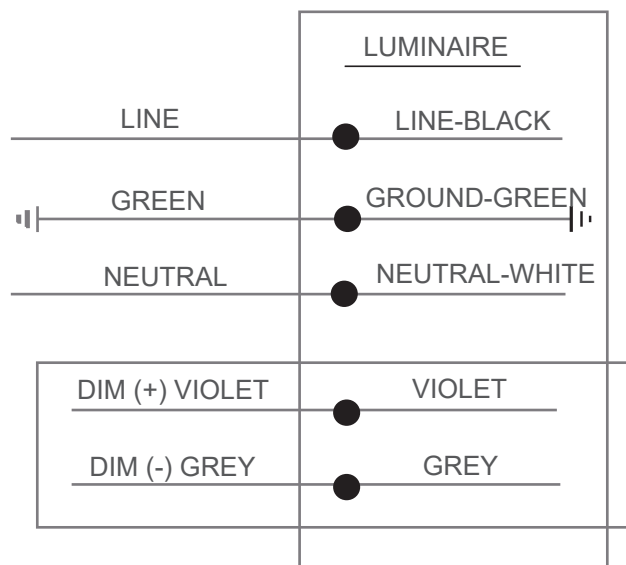 LUMINAIRE
LINE LINE-BLACK
GREEN GROUND-GREEN
NEUTRAL NEUTRAL-WHITE
DIM (+) VIOLET VIOLET
DIM (-) GREY GREY